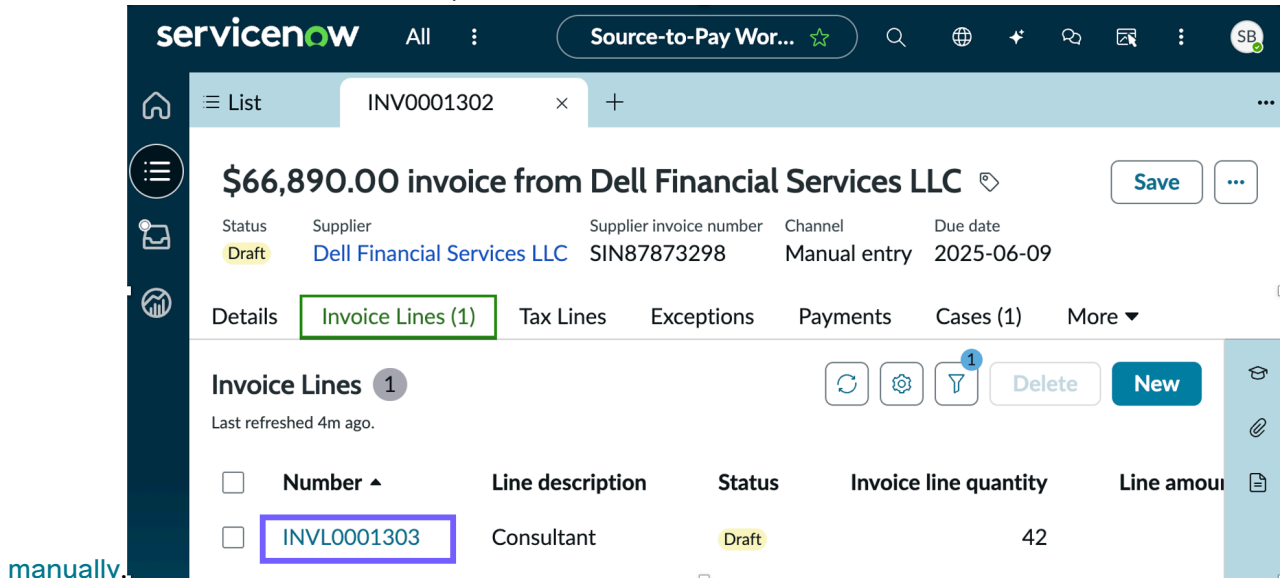 servicenow All Source-to-Pay Wor... SB
List INV0001302
$66,890.00 invoice from Dell Financial Services LLC Save
Status Supplier Supplier invoice number Channel Due date
Draft Dell Financial Services LLC SIN87873298 Manual entry 2025-06-09
Details Invoice Lines (1) Tax Lines Exceptions Payments Cases (1) More
1
Invoice Lines 1 Delete New
Last refreshed 4m ago.
Number Line description Status Invoice line quantity Line amou
INVL0001303 Consultant Draft 42
manually.